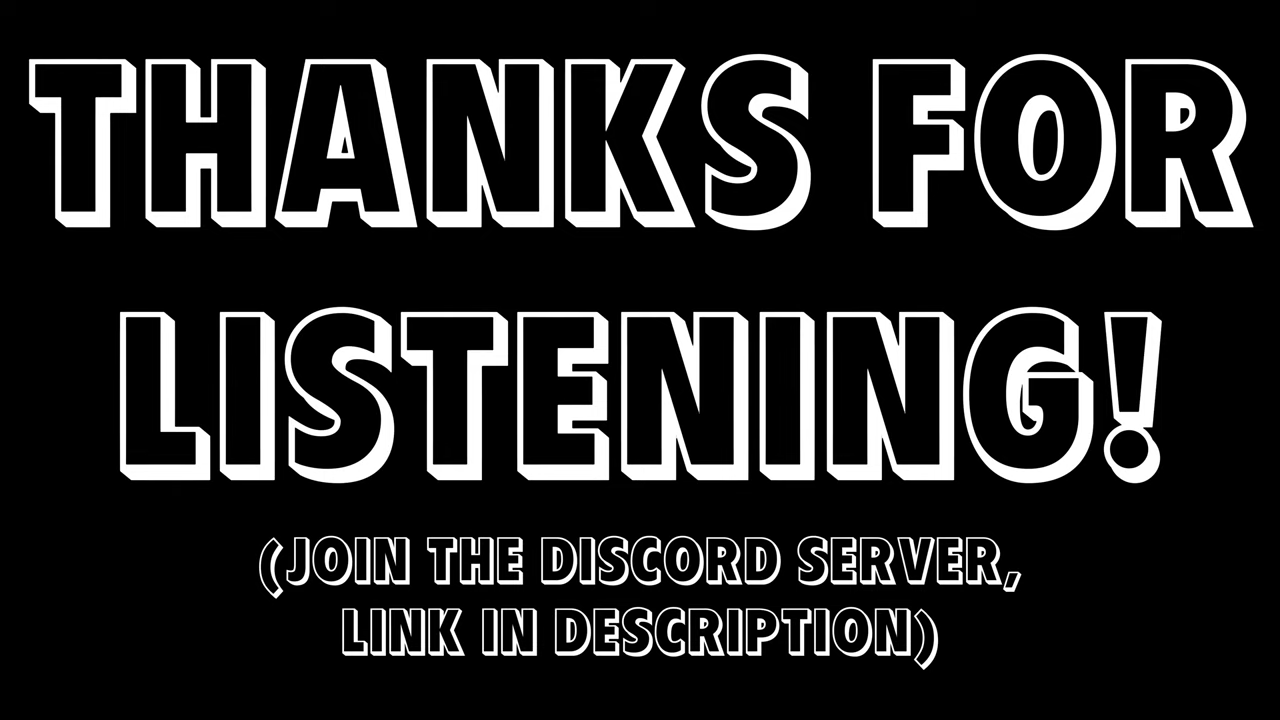 THANKS FOR
LISTENING!
(JOIN THE DISCORD SERVER,
LINK IN DESCRIPTION)